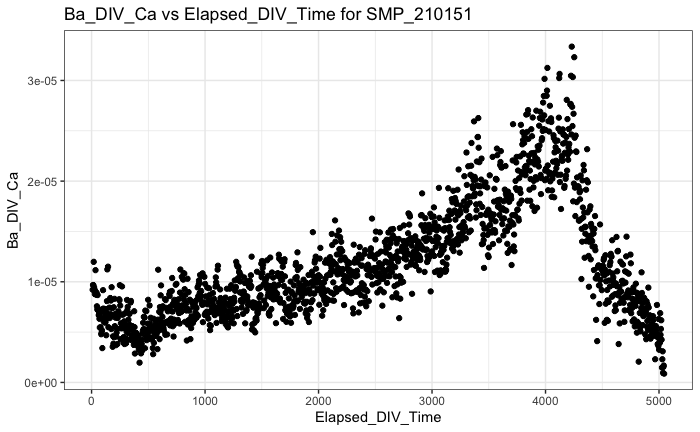 Ba_DIV_Ca vs Elapsed_DIV_Time for SMP_210151
3e-05
2e-05
1e-05
0e+00
Ba_DIV_Ca
0 1000 2000 3000 4000 5000
Elapsed_DIV_Time